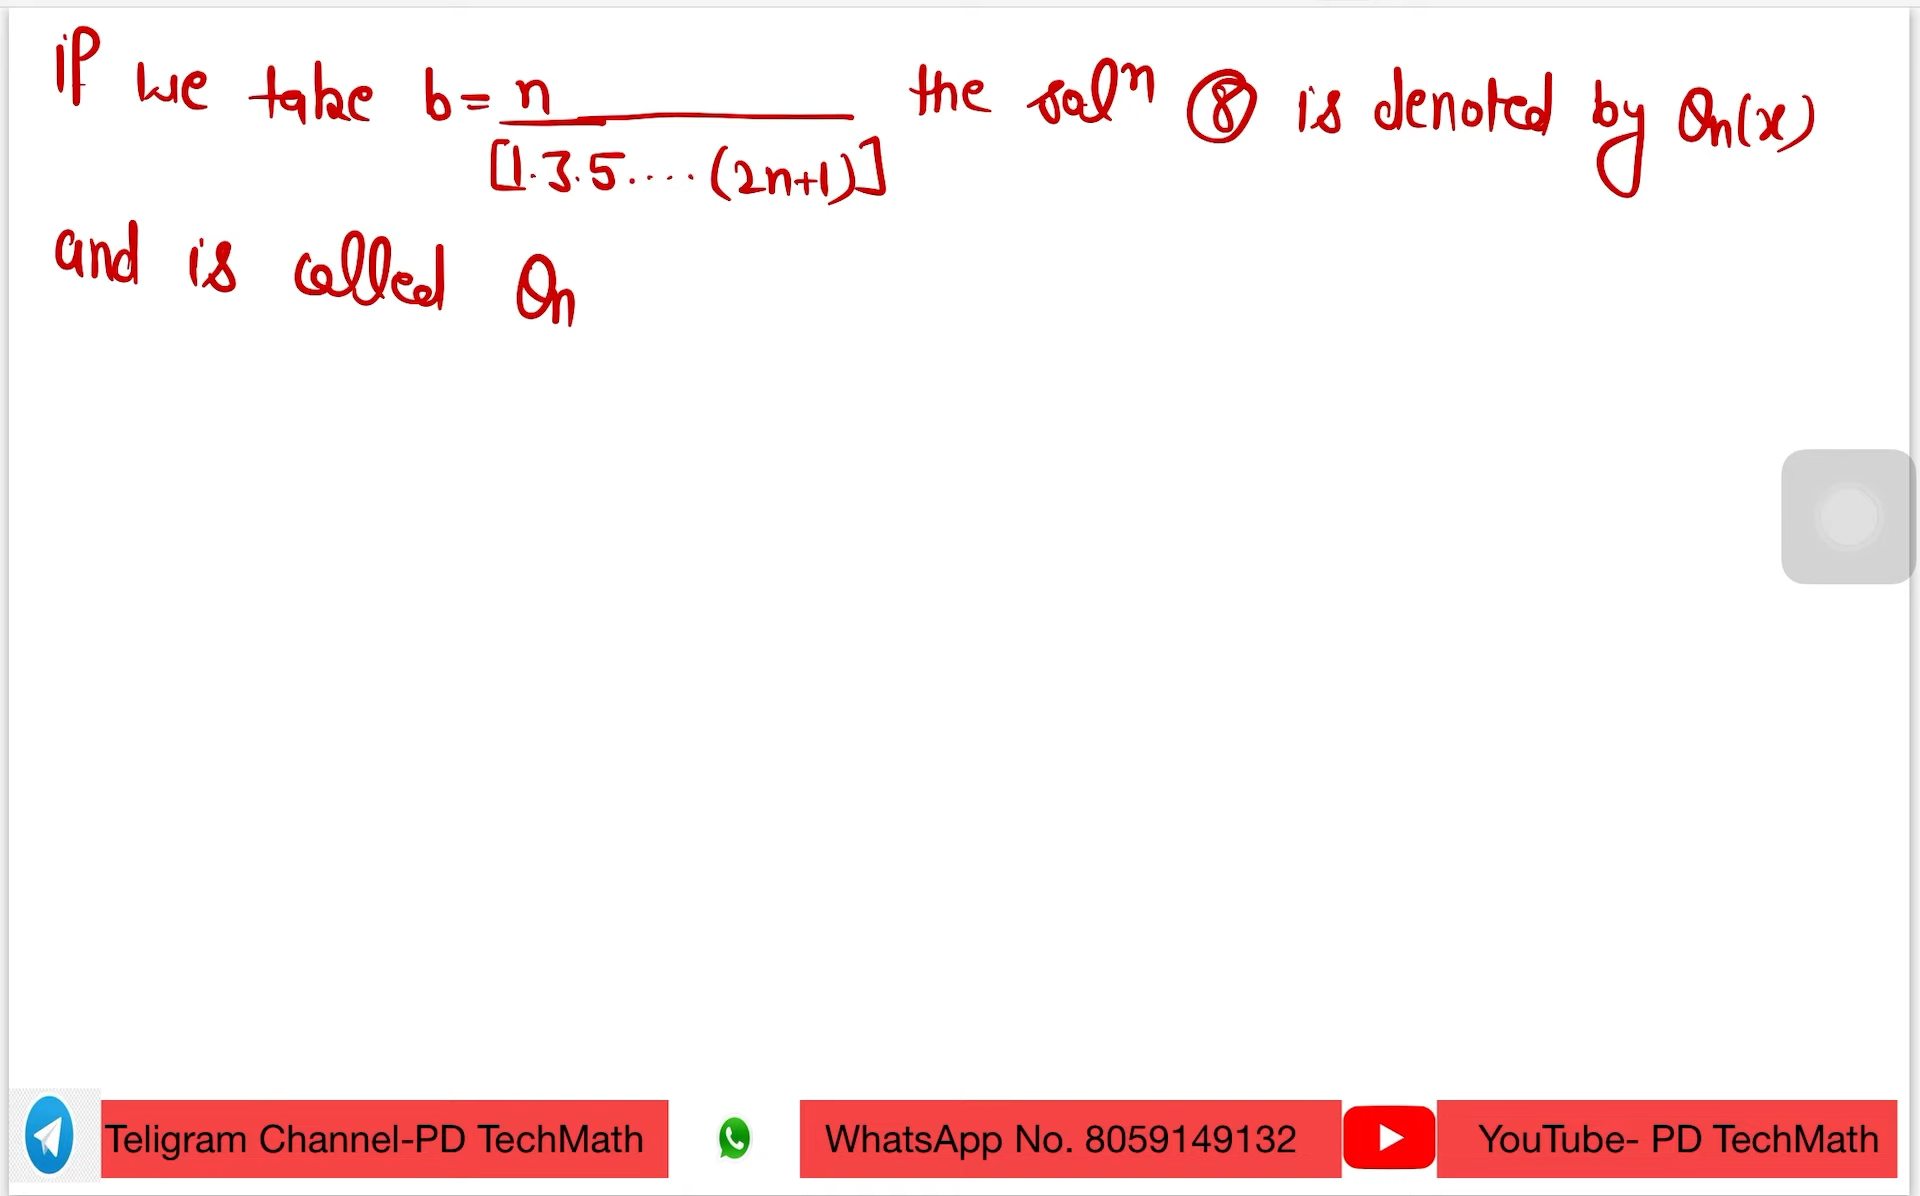 if we take b= n / [1.3.5.... (2n+1)] the solⁿ ⑧ is denoted by Qn(x)
and is called Qn
Teligram Channel-PD TechMath WhatsApp No. 8059149132 YouTube- PD TechMath